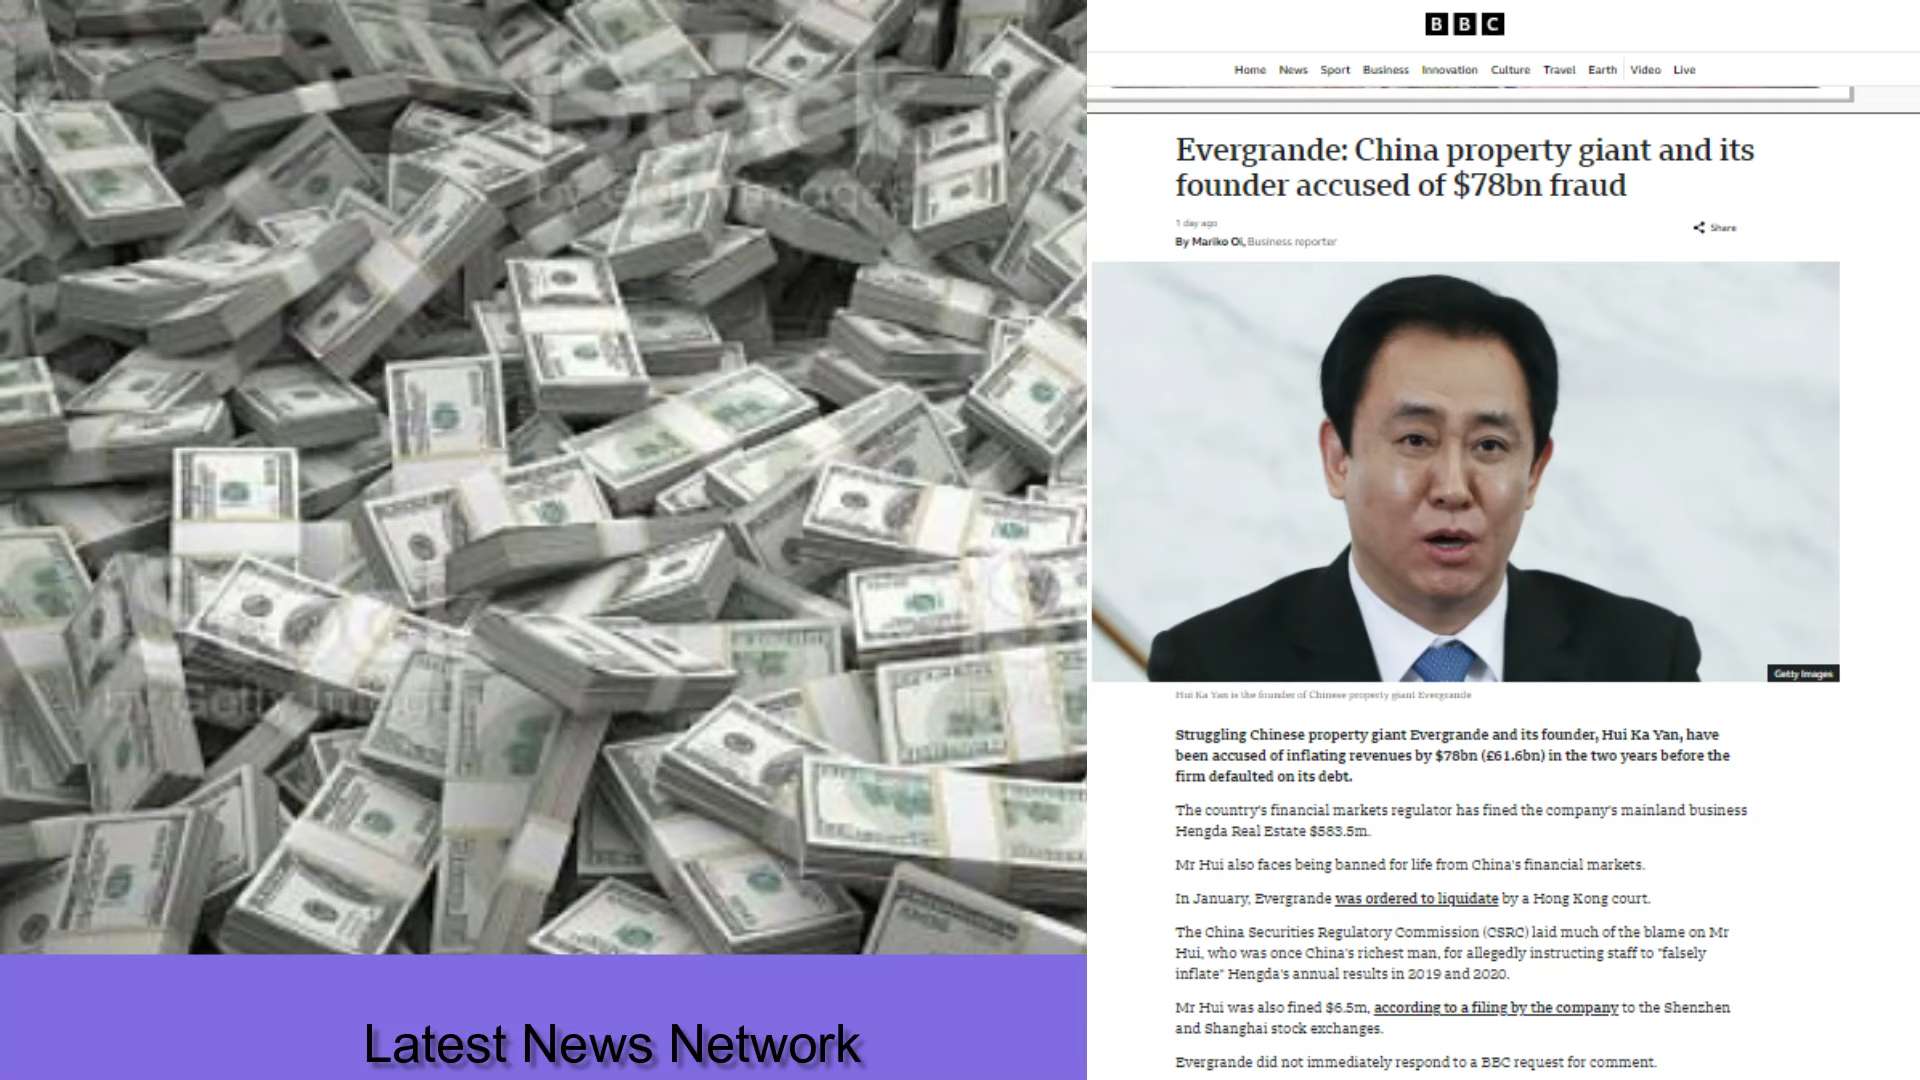 BBC
Home News Sport Business Innovation Culture Travel Earth Video Live
Evergrande: China property giant and its
founder accused of $78bn fraud
1 day ago
By Mariko Oi, Business reporter
Share
Getty Images
Hui Ka Yan is the founder of Chinese property giant Evergrande
Struggling Chinese property giant Evergrande and its founder, Hui Ka Yan, have
been accused of inflating revenues by $78bn (£61.6bn) in the two years before the
firm defaulted on its debt.
The country's financial markets regulator has fined the company's mainland business
Hengda Real Estate $583.5m.
Mr Hui also faces being banned for life from China's financial markets.
In January, Evergrande was ordered to liquidate by a Hong Kong court.
The China Securities Regulatory Commission (CSRC) laid much of the blame on Mr
Hui, who was once China's richest man, for allegedly instructing staff to "falsely
inflate" Hengda's annual results in 2019 and 2020.
Mr Hui was also fined $6.5m, according to a filing by the company to the Shenzhen
and Shanghai stock exchanges.
Evergrande did not immediately respond to a BBC request for comment.
iStock
by Getty Images
by Getty Images
Latest News Network